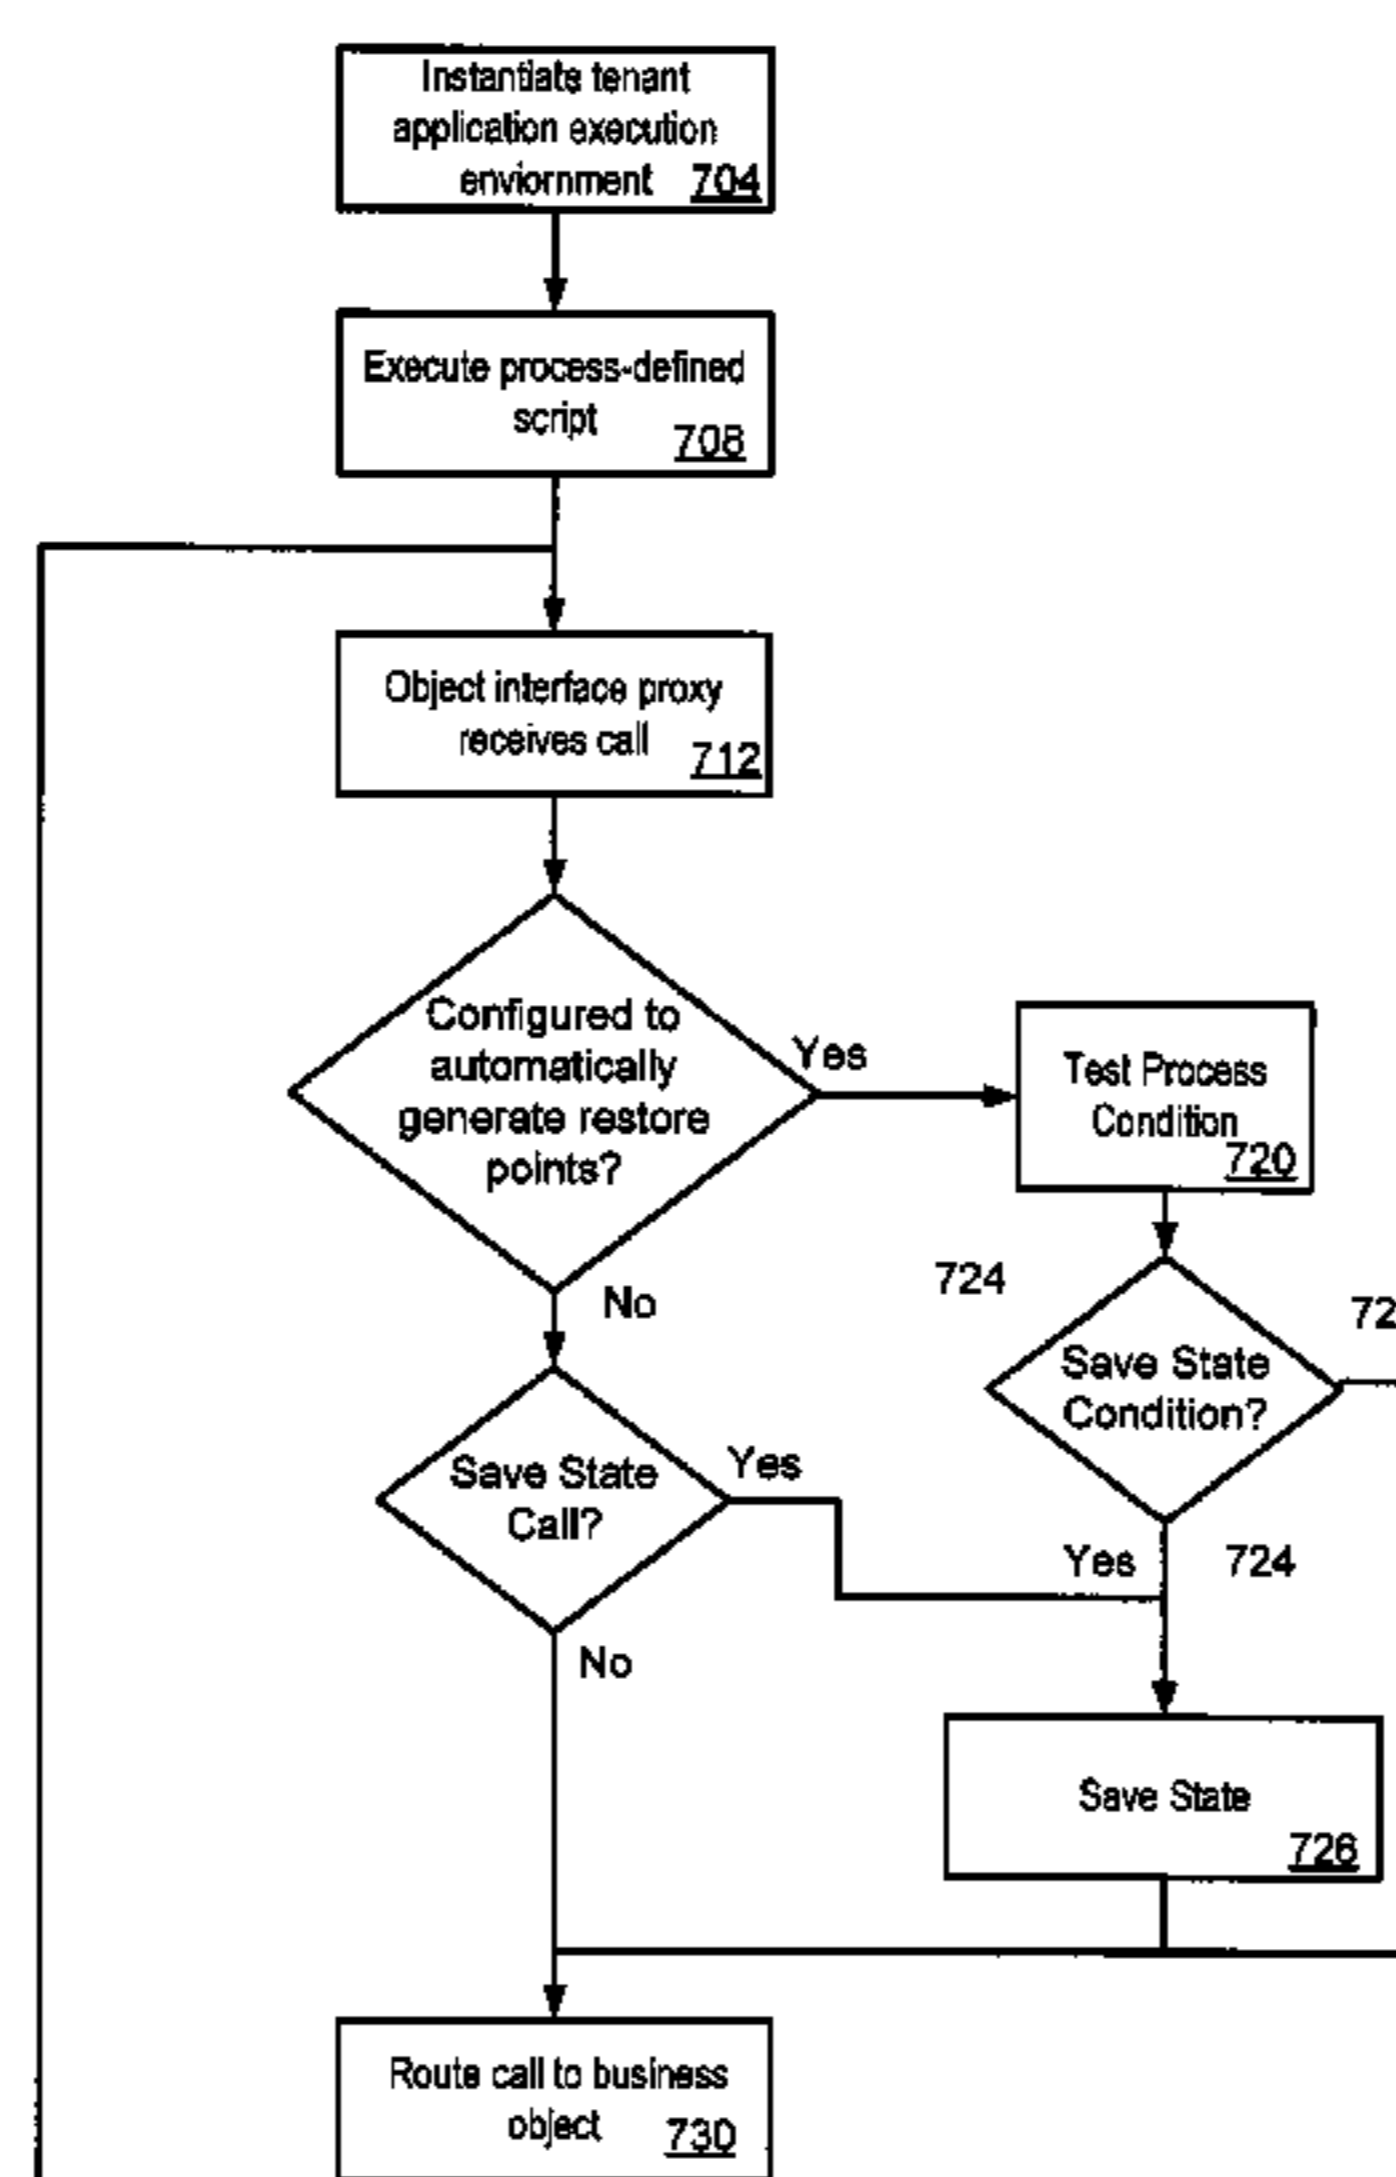 Instantiate tenant
application execution
enviornment 704
Execute process-defined
script
708
Object interface proxy
receives call 712
Configured to
automatically
generate restore
points?
Yes
Test Process
Condition
720
No
724
72
Save State
Condition?
Save State
Call?
Yes
Yes 724
No
Save State
726
Route call to business
object 730